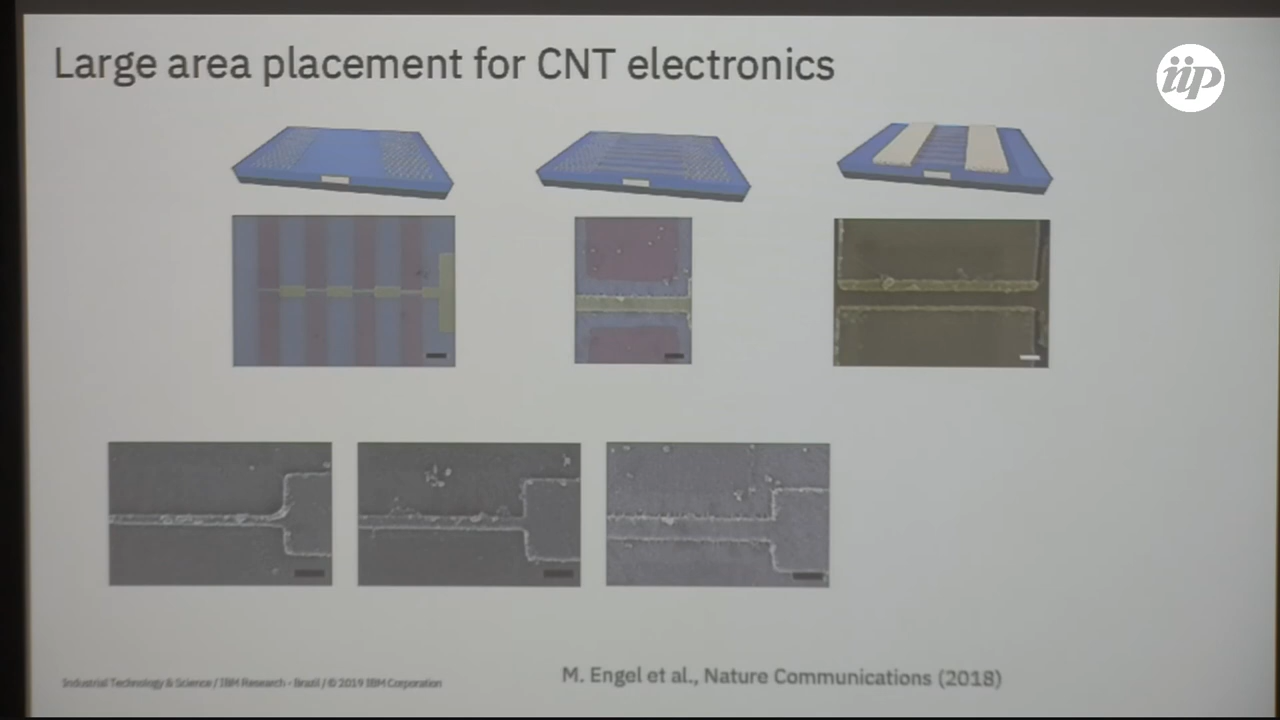 Large area placement for CNT electronics
iip
Industrial Technology & Science / IBM Research - Brazil / © 2019 IBM Corporation
M. Engel et al., Nature Communications (2018)